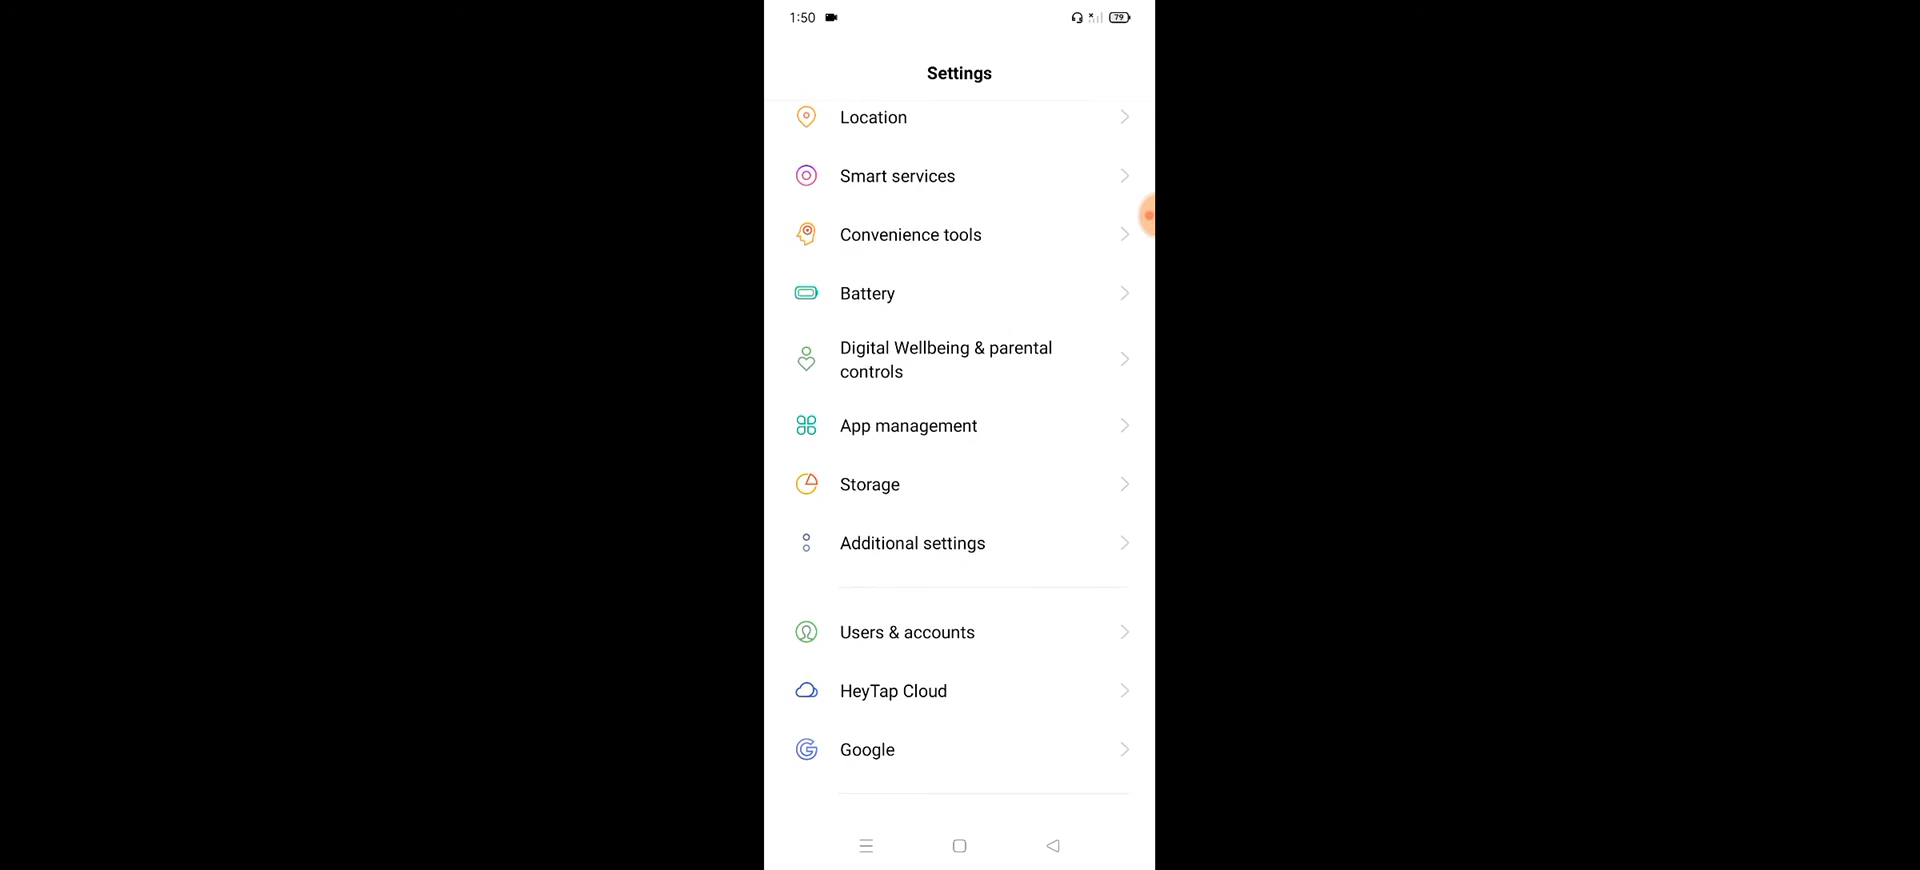 1:50
79
Settings
Location
Smart services
Convenience tools
Battery
Digital Wellbeing & parental
controls
App management
Storage
Additional settings
Users & accounts
HeyTap Cloud
Google